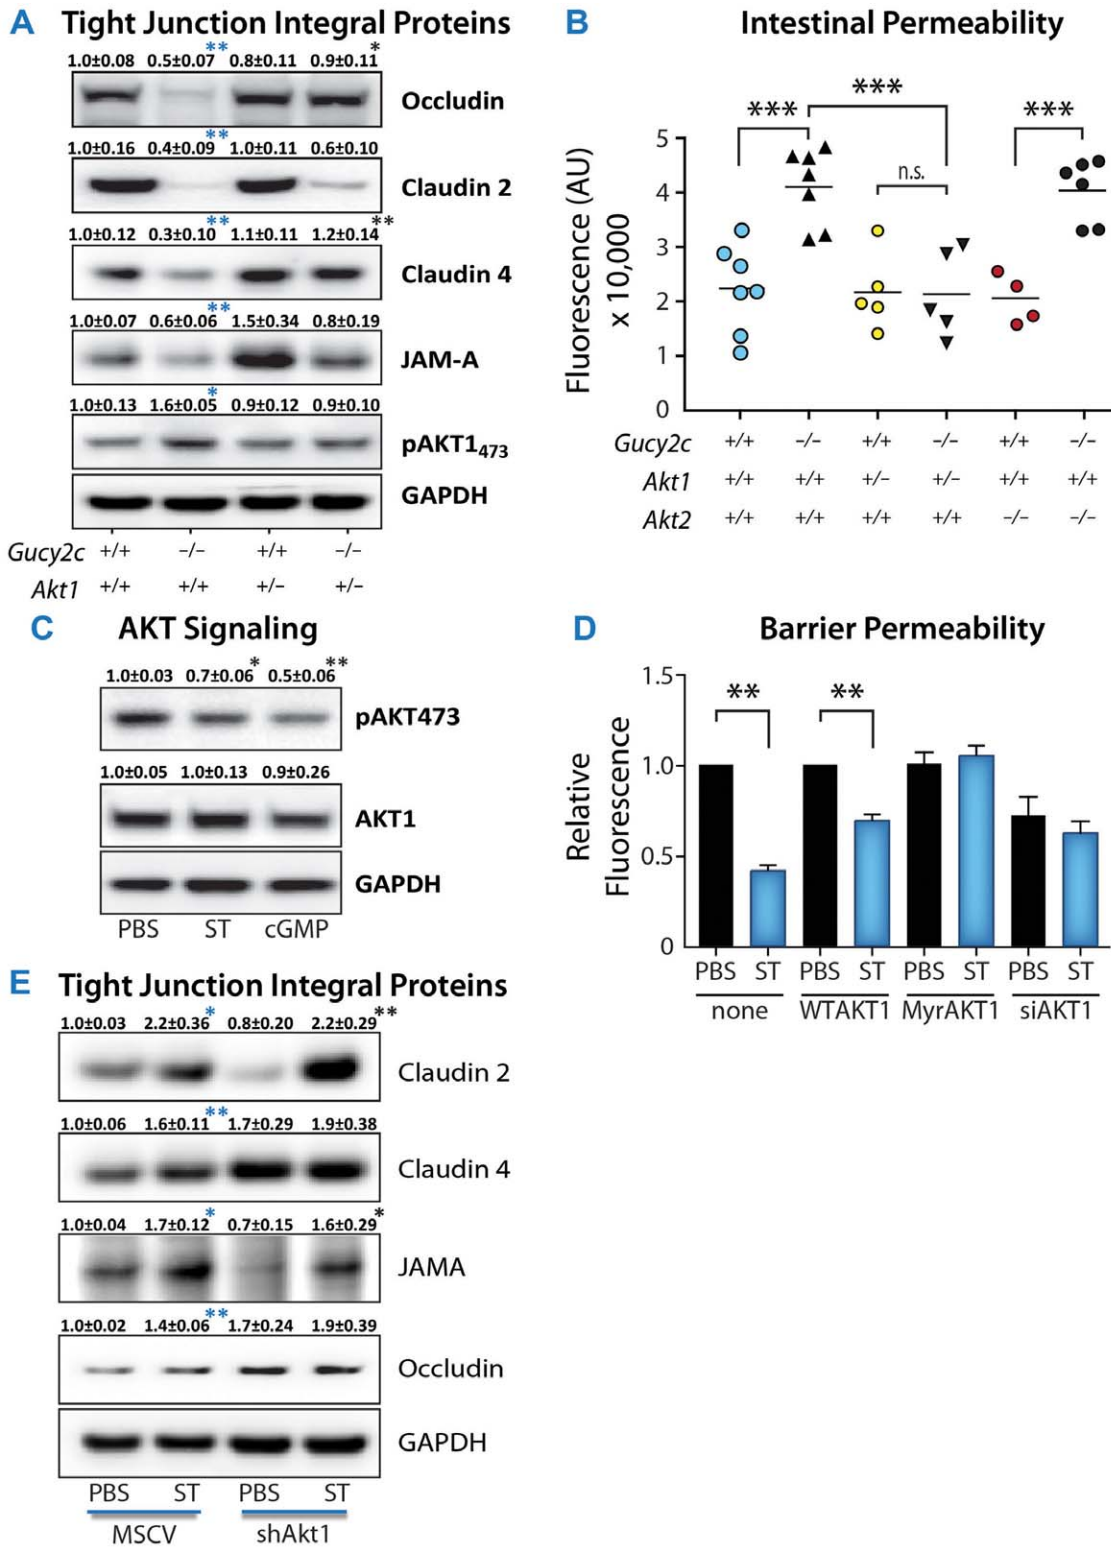 A Tight Junction Integral Proteins
** *
1.0±0.08 0.5±0.07 0.8±0.11 0.9±0.11
Occludin
**
1.0±0.16 0.4±0.09 1.0±0.11 0.6±0.10
Claudin 2
** **
1.0±0.12 0.3±0.10 1.1±0.11 1.2±0.14
Claudin 4
**
1.0±0.07 0.6±0.06 1.5±0.34 0.8±0.19
JAM-A
*
1.0±0.13 1.6±0.05 0.9±0.12 0.9±0.10
pAKT1473
GAPDH
Gucy2c +/+ –/– +/+ –/–
Akt1 +/+ +/+ +/– +/–
B Intestinal Permeability
***
*** ***
n.s.
Fluorescence (AU)
x 10,000
5
4
3
2
1
0
Gucy2c +/+ –/– +/+ –/– +/+ –/–
Akt1 +/+ +/+ +/– +/– +/+ +/+
Akt2 +/+ +/+ +/+ +/+ –/– –/–
C AKT Signaling
* **
1.0±0.03 0.7±0.06 0.5±0.06
pAKT473
1.0±0.05 1.0±0.13 0.9±0.26
AKT1
GAPDH
PBS ST cGMP
D Barrier Permeability
** **
Relative
Fluorescence
1.5
1.0
0.5
0
PBS ST PBS ST PBS ST PBS ST
none WTAKT1 MyrAKT1 siAKT1
E Tight Junction Integral Proteins
* **
1.0±0.03 2.2±0.36 0.8±0.20 2.2±0.29
Claudin 2
**
1.0±0.06 1.6±0.11 1.7±0.29 1.9±0.38
Claudin 4
* *
1.0±0.04 1.7±0.12 0.7±0.15 1.6±0.29
JAMA
**
1.0±0.02 1.4±0.06 1.7±0.24 1.9±0.39
Occludin
GAPDH
PBS ST PBS ST
MSCV shAkt1